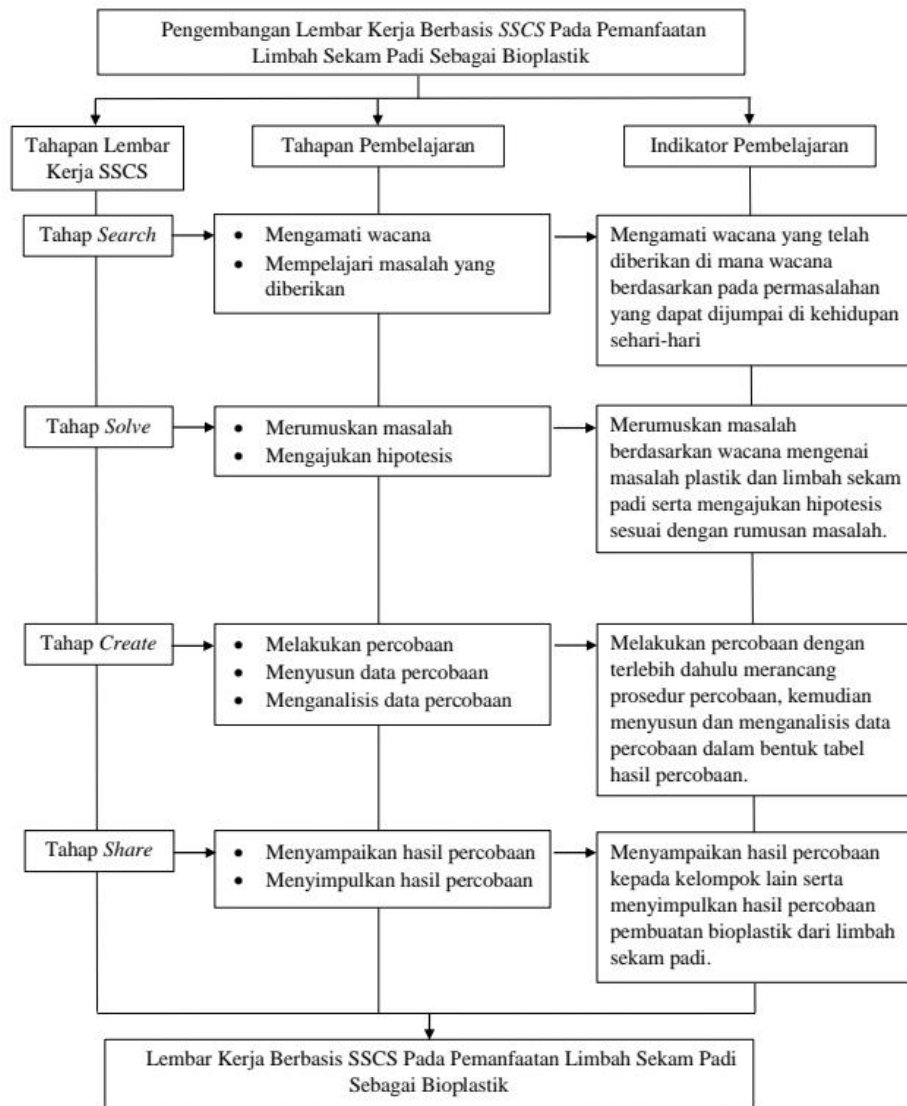 Pengembangan Lembar Kerja Berbasis SSCS Pada Pemanfaatan
Limbah Sekam Padi Sebagai Bioplastik
Tahapan Lembar
Kerja SSCS
Tahapan Pembelajaran
Indikator Pembelajaran
Tahap Search
• Mengamati wacana
• Mempelajari masalah yang
diberikan
Mengamati wacana yang telah
diberikan di mana wacana
berdasarkan pada permasalahan
yang dapat dijumpai di kehidupan
sehari-hari
Tahap Solve
• Merumuskan masalah
• Mengajukan hipotesis
Merumuskan masalah
berdasarkan wacana mengenai
masalah plastik dan limbah sekam
padi serta mengajukan hipotesis
sesuai dengan rumusan masalah.
Tahap Create
• Melakukan percobaan
• Menyusun data percobaan
• Menganalisis data percobaan
Melakukan percobaan dengan
terlebih dahulu merancang
prosedur percobaan, kemudian
menyusun dan menganalisis data
percobaan dalam bentuk tabel
hasil percobaan.
Tahap Share
• Menyampaikan hasil percobaan
• Menyimpulkan hasil percobaan
Menyampaikan hasil percobaan
kepada kelompok lain serta
menyimpulkan hasil percobaan
pembuatan bioplastik dari limbah
sekam padi.
Lembar Kerja Berbasis SSCS Pada Pemanfaatan Limbah Sekam Padi
Sebagai Bioplastik